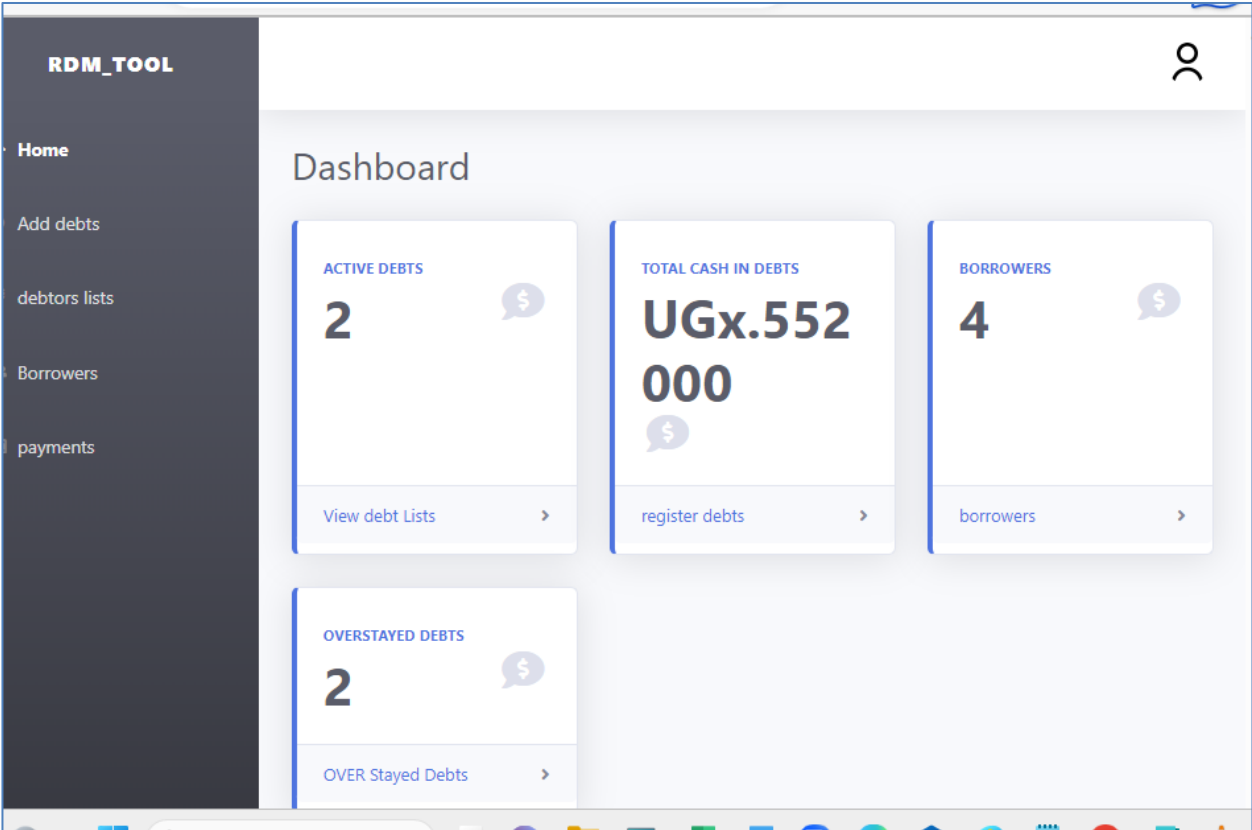 RDM_TOOL
Home
Add debts
debtors lists
Borrowers
payments
Dashboard
ACTIVE DEBTS
2
View debt Lists
TOTAL CASH IN DEBTS
UGx.552
000
register debts
BORROWERS
4
borrowers
OVERSTAYED DEBTS
2
OVER Stayed Debts